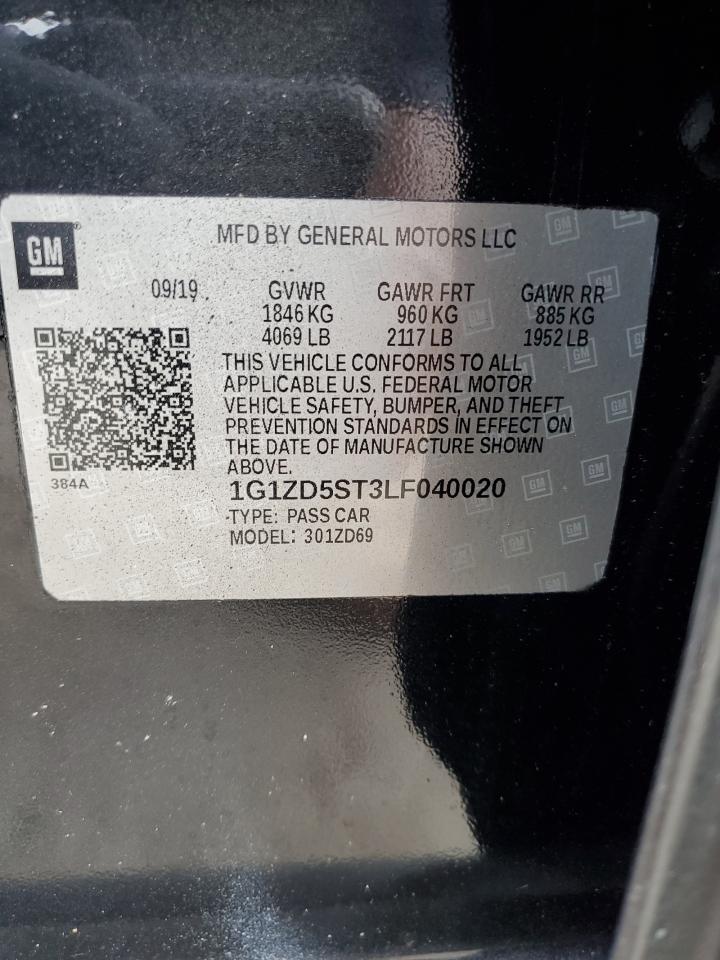 GM
MFD BY GENERAL MOTORS LLC
09/19 GVWR GAWR FRT GAWR RR
1846 KG 960 KG 885 KG
4069 LB 2117 LB 1952 LB
THIS VEHICLE CONFORMS TO ALL
APPLICABLE U.S. FEDERAL MOTOR
VEHICLE SAFETY, BUMPER, AND THEFT
PREVENTION STANDARDS IN EFFECT ON
THE DATE OF MANUFACTURE SHOWN
ABOVE.
384A
1G1ZD5ST3LF040020
TYPE: PASS CAR
MODEL: 301ZD69